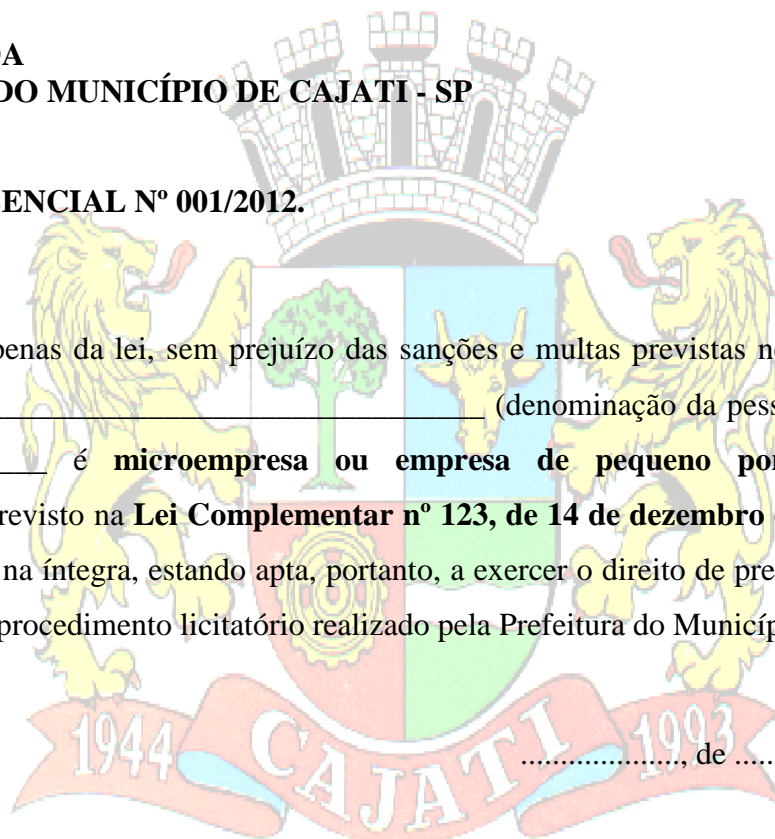 DA
DO MUNICÍPIO DE CAJATI - SP
SENCIAL Nº 001/2012.
penas da lei, sem prejuízo das sanções e multas previstas n
___________________________________ (denominação da pess
____ é microempresa ou empresa de pequeno por
revisto na Lei Complementar nº 123, de 14 de dezembro
na íntegra, estando apta, portanto, a exercer o direito de pre
procedimento licitatório realizado pela Prefeitura do Municíp
...................., de .....
1944 CAJATI 1993